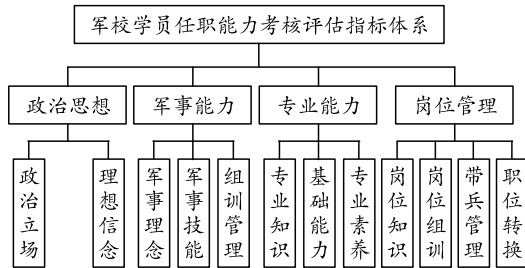 军校学员任职能力考核评估指标体系
政治思想
军事能力
专业能力
岗位管理
政治立场
理想信念
军事理念
军事技能
组训管理
专业知识
基础能力
专业素养
岗位知识
岗位组训
带兵管理
职位转换